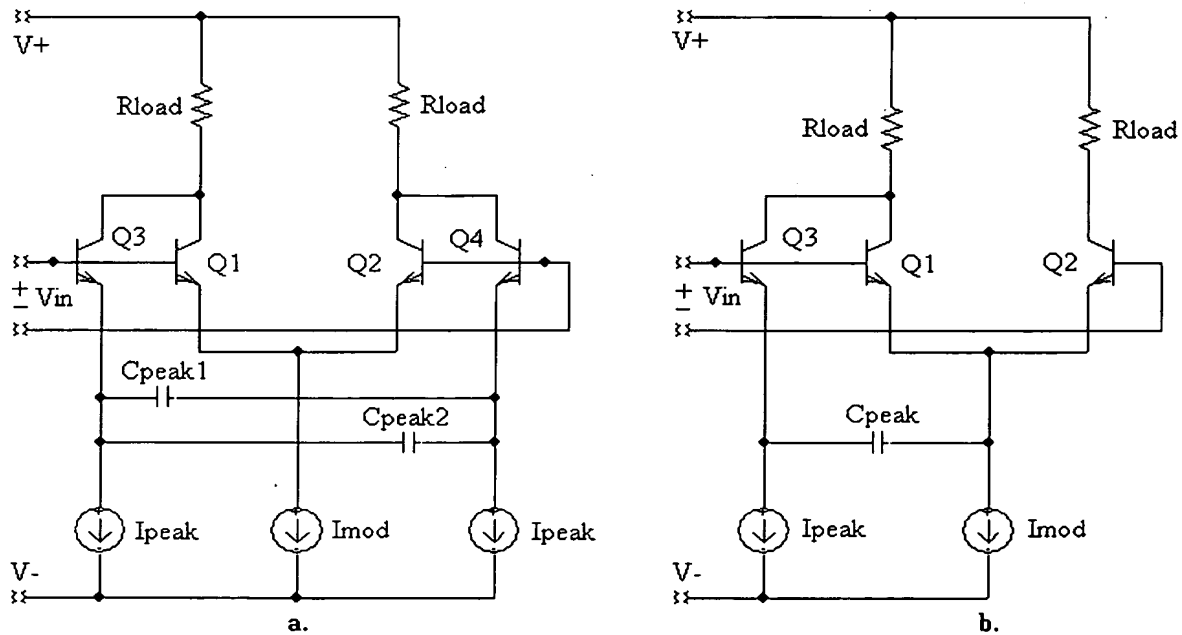 V+
Rload
Rload
Q3
Q1
Q2
Q4
+
− Vin
Cpeak1
Cpeak2
Ipeak
Imod
Ipeak
V-
a.
V+
Rload
Rload
Q3
Q1
Q2
+
− Vin
Cpeak
Ipeak
Imod
V-
b.